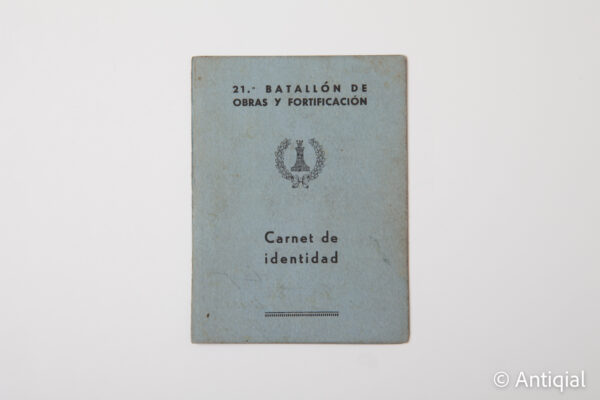 21.º BATALLÓN DE
OBRAS Y FORTIFICACIÓN
Carnet de
identidad
© Antiqial